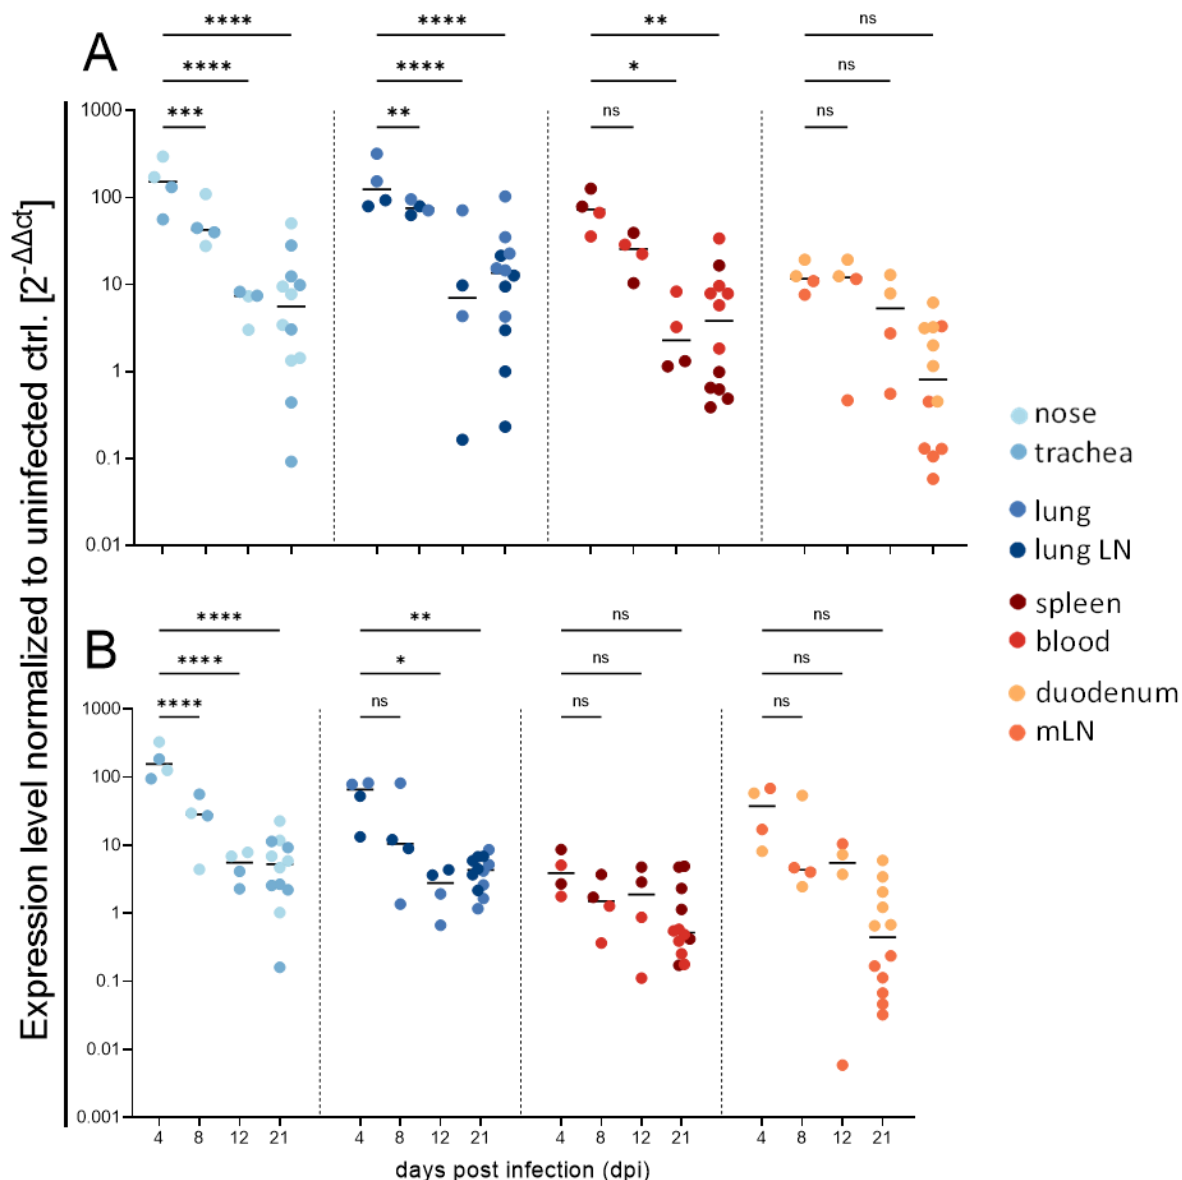 Expression level normalized to uninfected ctrl. [2^-ΔΔct]
A
**** **** ** ns
**** **** * ns
*** ** ns ns
1000
100
10
1
0.1
0.01
B
**** ** ns ns
**** * ns ns
**** ns ns ns
1000
100
10
1
0.1
0.01
0.001
4 8 12 21 4 8 12 21 4 8 12 21 4 8 12 21
days post infection (dpi)
nose
trachea
lung
lung LN
spleen
blood
duodenum
mLN